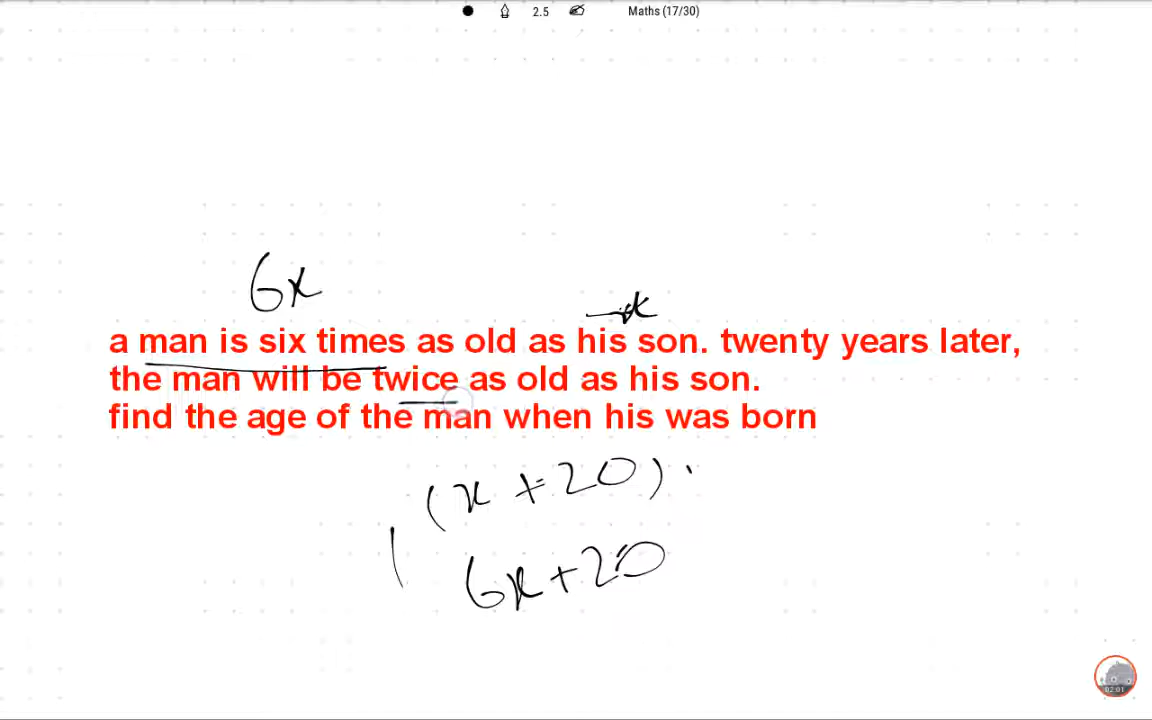 2.5 Maths (17/30)
6x
x
a man is six times as old as his son. twenty years later,
the man will be twice as old as his son.
find the age of the man when his was born
(x + 20)
6x + 20
02:01